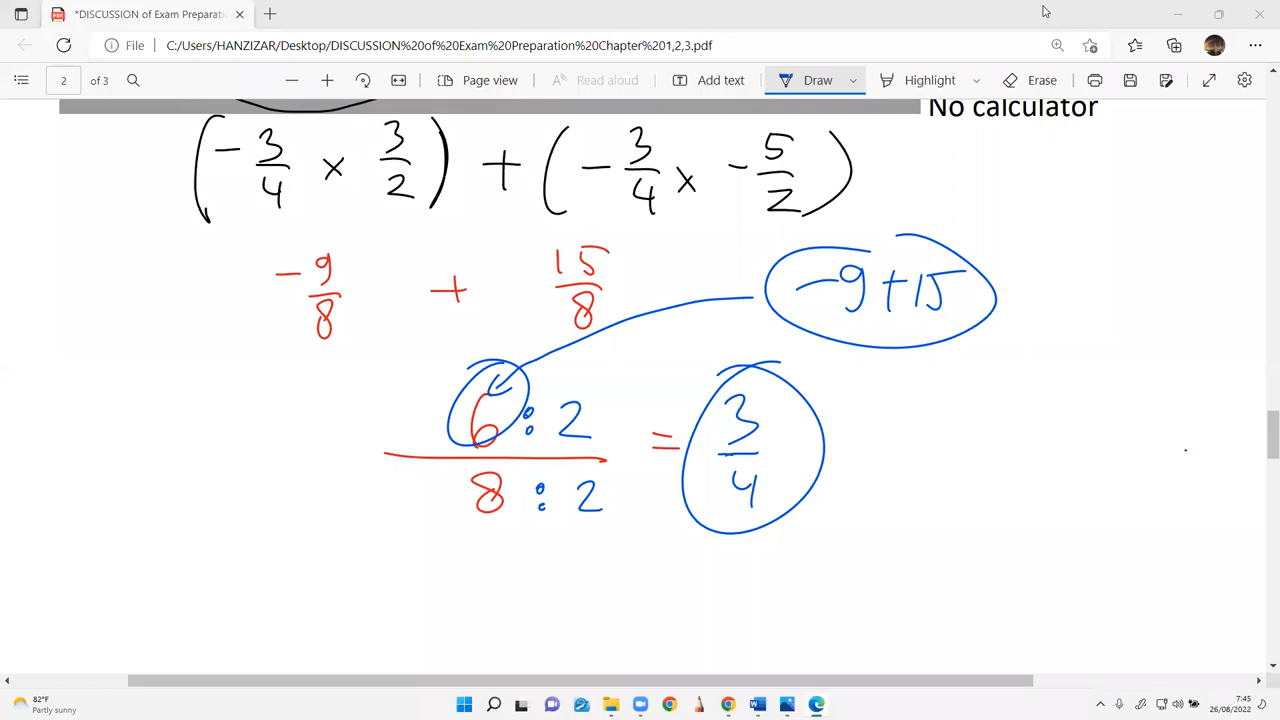 *DISCUSSION of Exam Preparati
File C:/Users/HANZIZAR/Desktop/DISCUSSION%20of%20Exam%20Preparation%20Chapter%201,2,3.pdf
2 of 3 Page view Read aloud Add text Draw Highlight Erase
No calculator
(-3/4 × 3/2) + (-3/4 × -5/2)
-9/8 + 15/8 -9+15
6:2/8:2 = 3/4
82°F
Partly sunny
7:45
26/08/2022